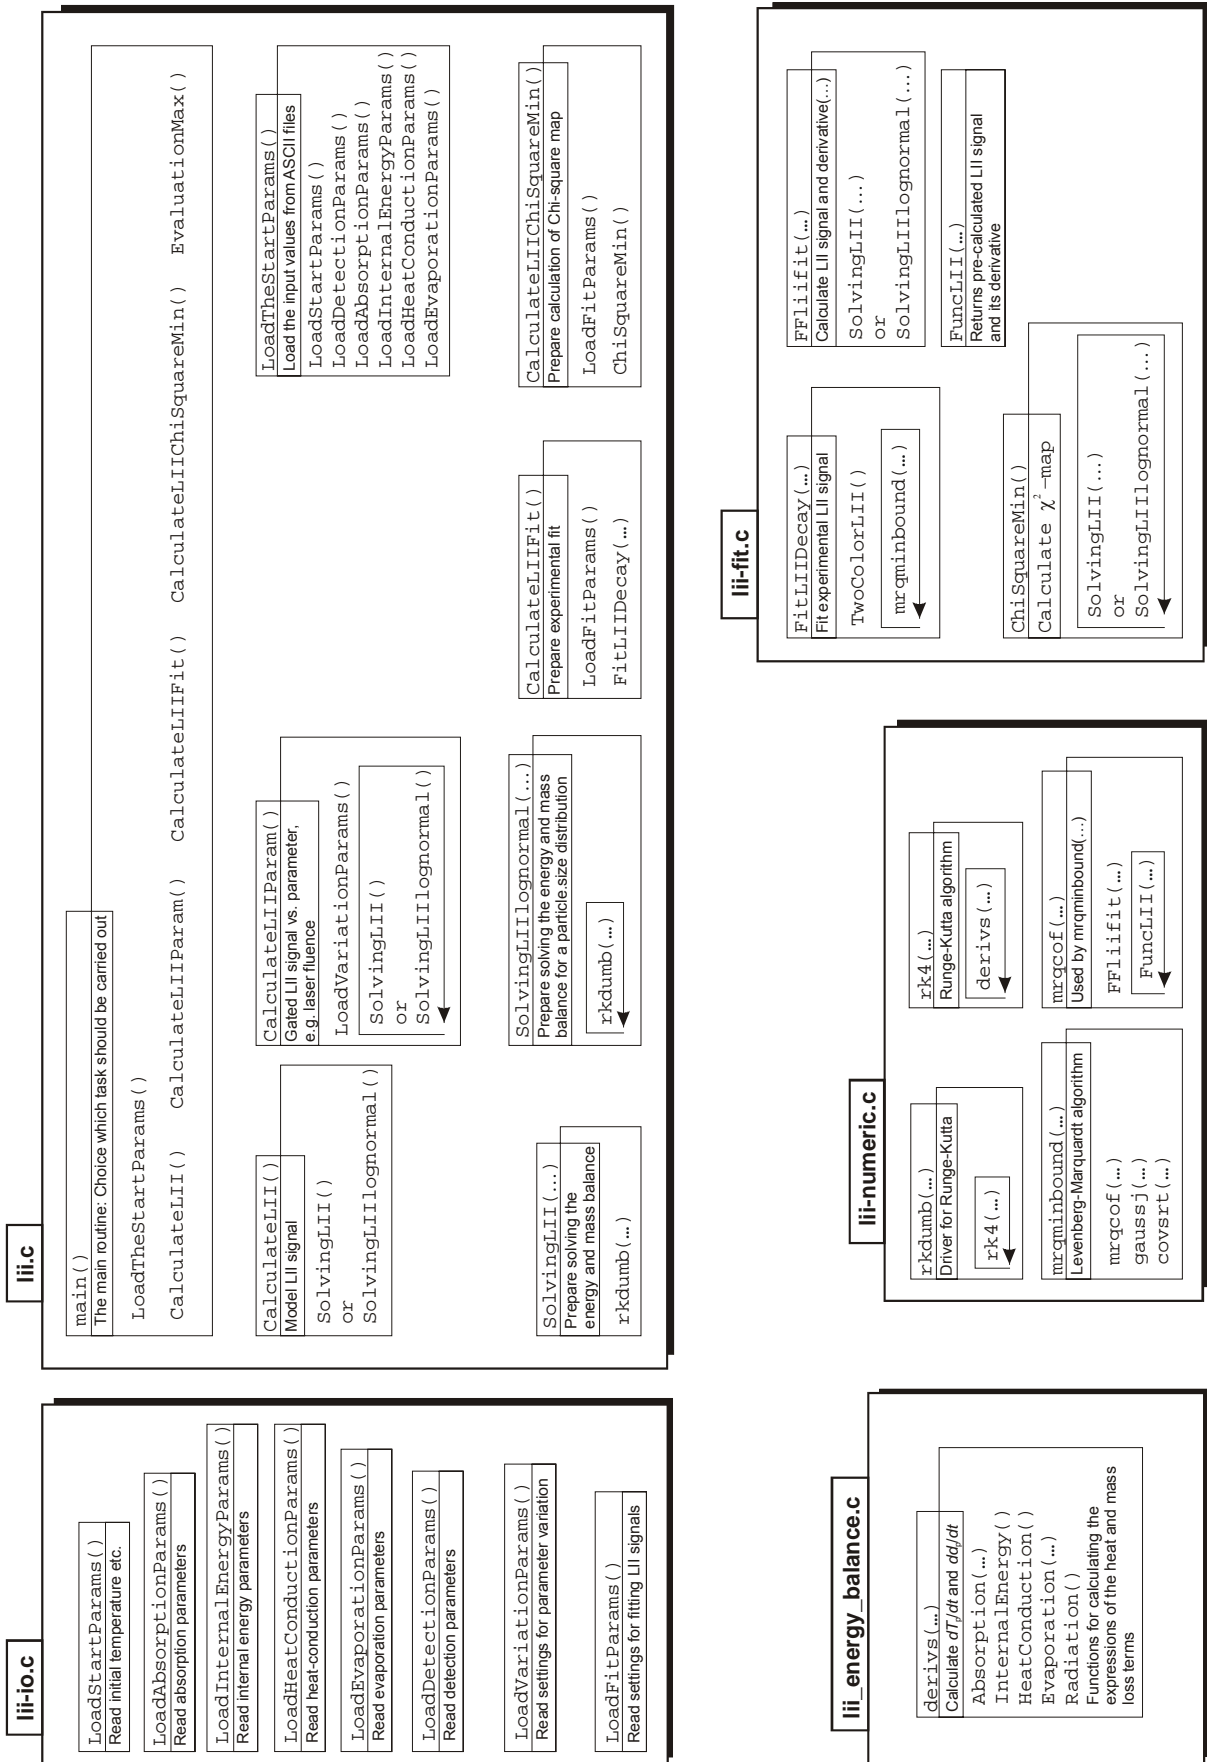 lii-io.c
LoadStartParams()
Read initial temperature etc.
LoadAbsorptionParams()
Read absorption parameters
LoadInternalEnergyParams()
Read internal energy parameters
LoadHeatConductionParams()
Read heat-conduction parameters
LoadEvaporationParams()
Read evaporation parameters
LoadDetectionParams()
Read detection parameters
LoadVariationParams()
Read settings for parameter variation
LoadFitParams()
Read settings for fitting LII signals
lii.c
main()
The main routine: Choice which task should be carried out
LoadTheStartParams()
CalculateLII() CalculateLIIParam() CalculateLIIFit() CalculateLIIChiSquareMin() EvaluationMax()
CalculateLII()
Model LII signal
SolvingLII()
or
SolvingLIIlognormal()
CalculateLIIParam()
Gated LII signal vs. parameter,
e.g. laser fluence
LoadVariationParams()
SolvingLII()
or
SolvingLIIlognormal()
LoadTheStartParams()
Load the input values from ASCII files
LoadStartParams()
LoadDetectionParams()
LoadAbsorptionParams()
LoadInternalEnergyParams()
LoadHeatConductionParams()
LoadEvaporationParams()
SolvingLII(...)
Prepare solving the
energy and mass balance
rkdumb(...)
SolvingLIIlognormal(...)
Prepare solving the energy and mass
balance for a particle.size distribution
rkdumb(...)
CalculateLIIFit()
Prepare experimental fit
LoadFitParams()
FitLIIDecay(...)
CalculateLIIChiSquareMin()
Prepare calculation of Chi-square map
LoadFitParams()
ChiSquareMin()
lii_energy_balance.c
derivs(...)
Calculate dTp/dt and ddp/dt
Absorption(...)
InternalEnergy()
HeatConduction()
Evaporation(...)
Radiation()
Functions for calculating the
expressions of the heat and mass
loss terms
lii-numeric.c
rkdumb(...)
Driver for Runge-Kutta
rk4(...)
rk4(...)
Runge-Kutta algorithm
derivs(...)
mrqminbound(...)
Levenberg-Marquardt algorithm
mrqcof(...)
gaussj(...)
covsrt(...)
mrqcof(...)
Used by mrqminbound(...)
FFliifit(...)
FuncLII(...)
lii-fit.c
FitLIIDecay(...)
Fit experimental LII signal
TwoColorLII()
mrqminbound(...)
FFliifit(...)
Calculate LII signal and derivative(...)
SolvingLII(...)
or
SolvingLIIlognormal(...)
FuncLII(...)
Returns pre-calculated LII signal
and its derivative
ChiSquareMin()
Calculate χ²-map
SolvingLII(...)
or
SolvingLIIlognormal(...)